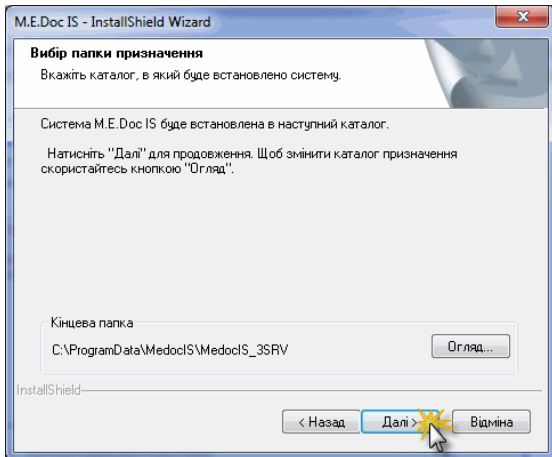 M.E.Doc IS - InstallShield Wizard
Вибір папки призначення
Вкажіть каталог, в який буде встановлено систему.
Система M.E.Doc IS буде встановлена в наступний каталог.
Натисніть "Далі" для продовження. Щоб змінити каталог призначення
скористайтесь кнопкою "Огляд".
Кінцева папка
C:\ProgramData\MedocIS\MedocIS_3SRV
Огляд...
InstallShield
< Назад
Далі >
Відміна